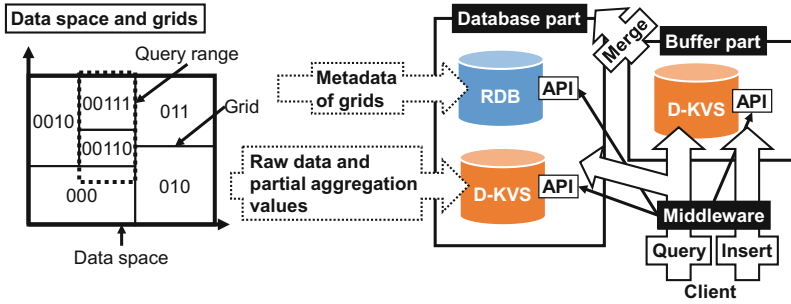 Data space and grids
Query range
00111
0010
011
Grid
00110
000
010
Data space
Metadata
of grids
Raw data and
partial aggregation
values
Database part
Merge
Buffer part
RDB
API
D-KVS
API
D-KVS
API
Middleware
Query
Insert
Client